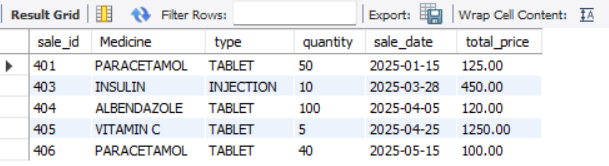 Result Grid Filter Rows: Export: Wrap Cell Content: IA
sale_id Medicine type quantity sale_date total_price
401 PARACETAMOL TABLET 50 2025-01-15 125.00
403 INSULIN INJECTION 10 2025-03-28 450.00
404 ALBENDAZOLE TABLET 100 2025-04-05 120.00
405 VITAMIN C TABLET 5 2025-04-25 1250.00
406 PARACETAMOL TABLET 40 2025-05-15 100.00